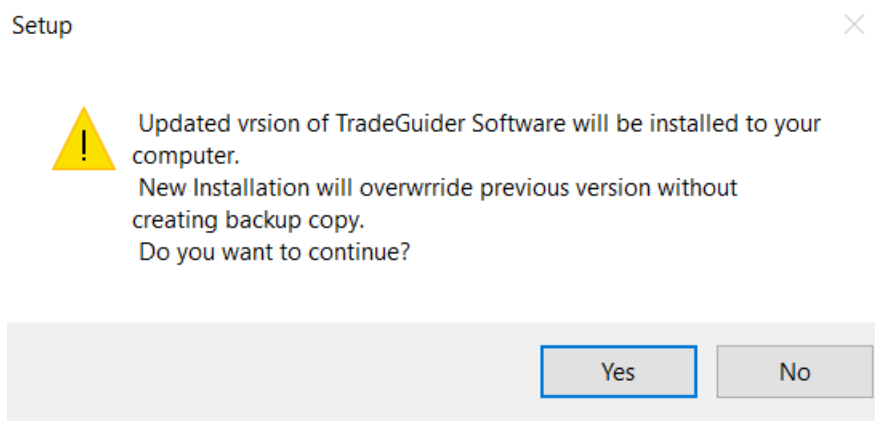 Setup
Updated vrsion of TradeGuider Software will be installed to your
computer.
New Installation will overwrride previous version without
creating backup copy.
Do you want to continue?
Yes
No